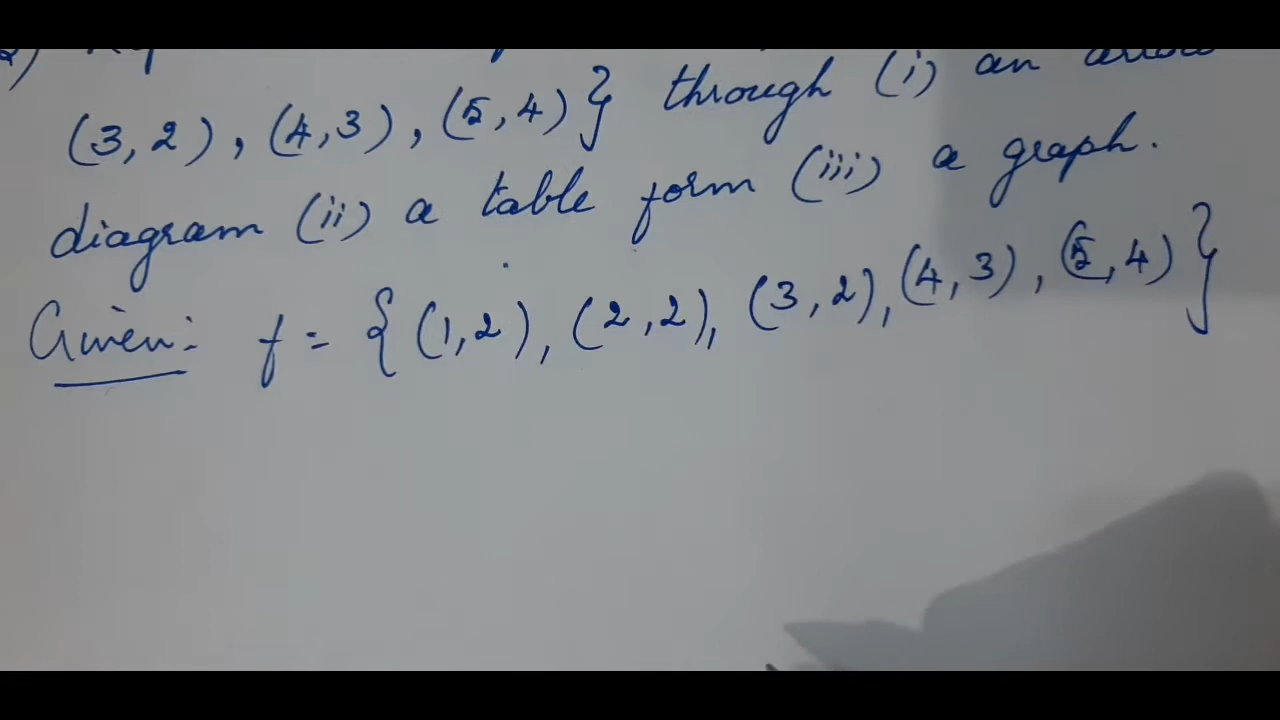 (3,2), (4,3), (5,4)} through (i) an
diagram (ii) a table form (iii) a graph.
Given: f = {(1,2), (2,2), (3,2), (4,3), (5,4)}